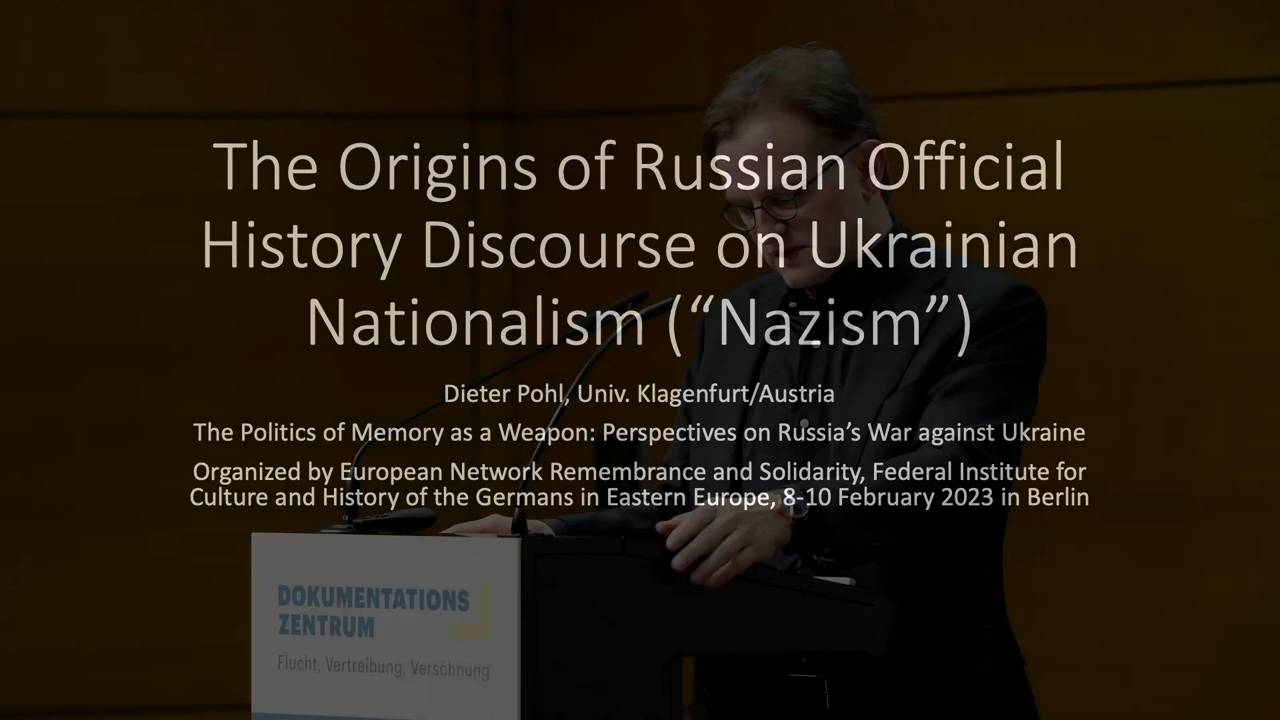 The Origins of Russian Official
History Discourse on Ukrainian
Nationalism (“Nazism”)
Dieter Pohl, Univ. Klagenfurt/Austria
The Politics of Memory as a Weapon: Perspectives on Russia’s War against Ukraine
Organized by European Network Remembrance and Solidarity, Federal Institute for
Culture and History of the Germans in Eastern Europe, 8-10 February 2023 in Berlin
DOKUMENTATIONS
ZENTRUM
Flucht, Vertreibung, Versöhnung